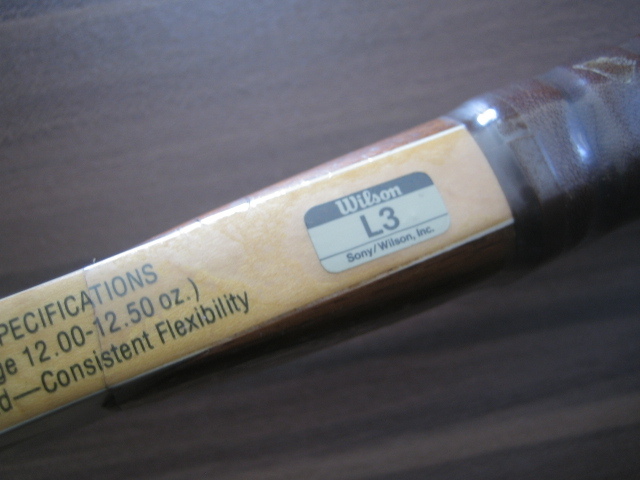 Wilson
L3
Sony/Wilson, Inc.
PECIFICATIONS
ge 12.00-12.50 oz.)
d—Consistent Flexibility